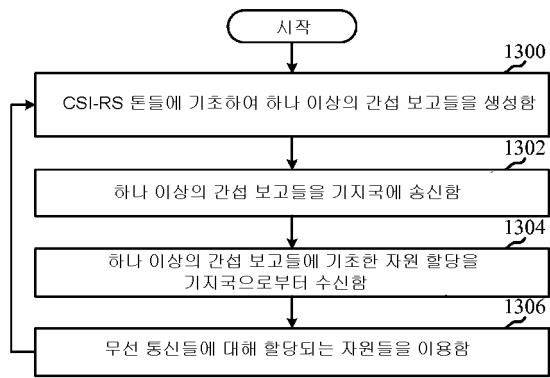 시작
1300
CSI-RS 톤들에 기초하여 하나 이상의 간섭 보고들을 생성함
1302
하나 이상의 간섭 보고들을 기지국에 송신함
1304
하나 이상의 간섭 보고들에 기초한 자원 할당을
기지국으로부터 수신함
1306
무선 통신들에 대해 할당되는 자원들을 이용함